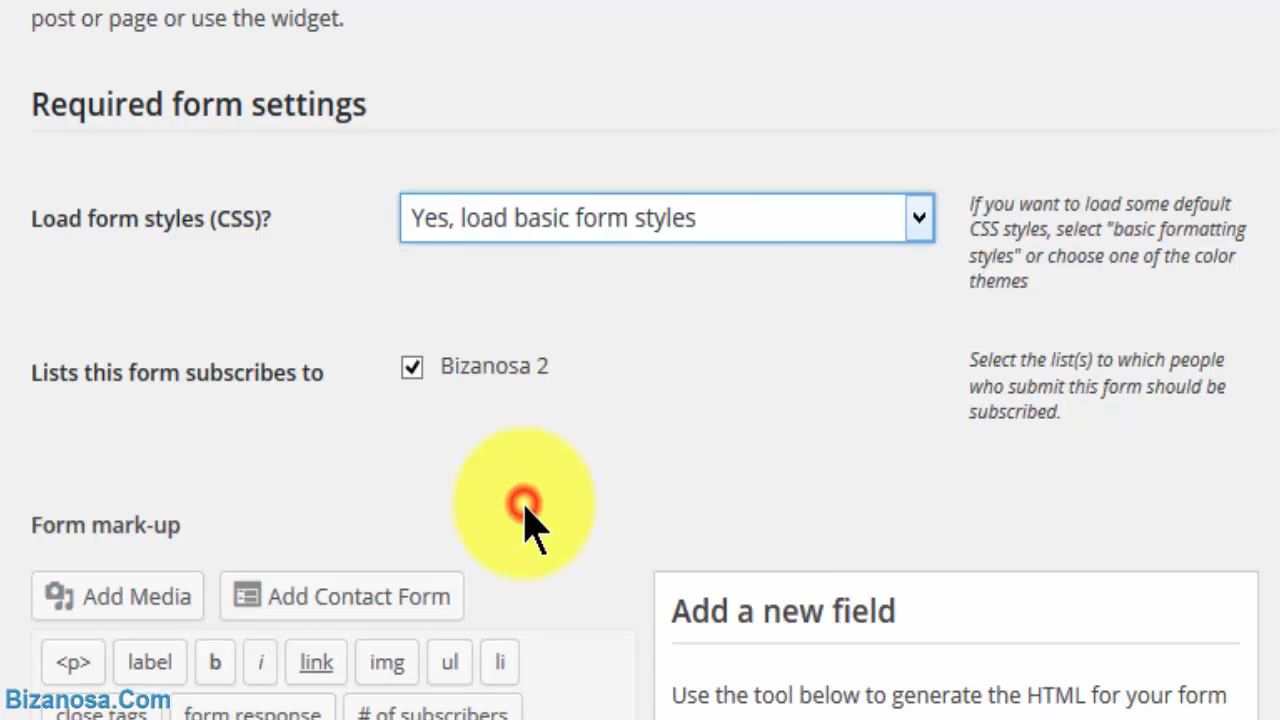 post or page or use the widget.
Required form settings
Load form styles (CSS)?
Yes, load basic form styles
If you want to load some default
CSS styles, select "basic formatting
styles" or choose one of the color
themes
Lists this form subscribes to
Bizanosa 2
Select the list(s) to which people
who submit this form should be
subscribed.
Form mark-up
Add Media
Add Contact Form
Add a new field
<p>
label
b
i
link
img
ul
li
Use the tool below to generate the HTML for your form
Bizanosa.Com
close tags
form response
# of subscribers